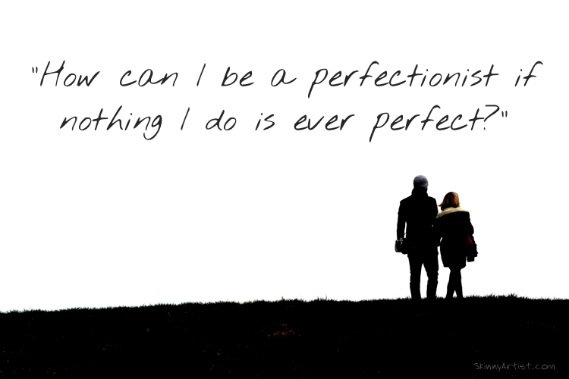 "How can I be a perfectionist if
nothing I do is ever perfect?"
SkinnyArtist.com